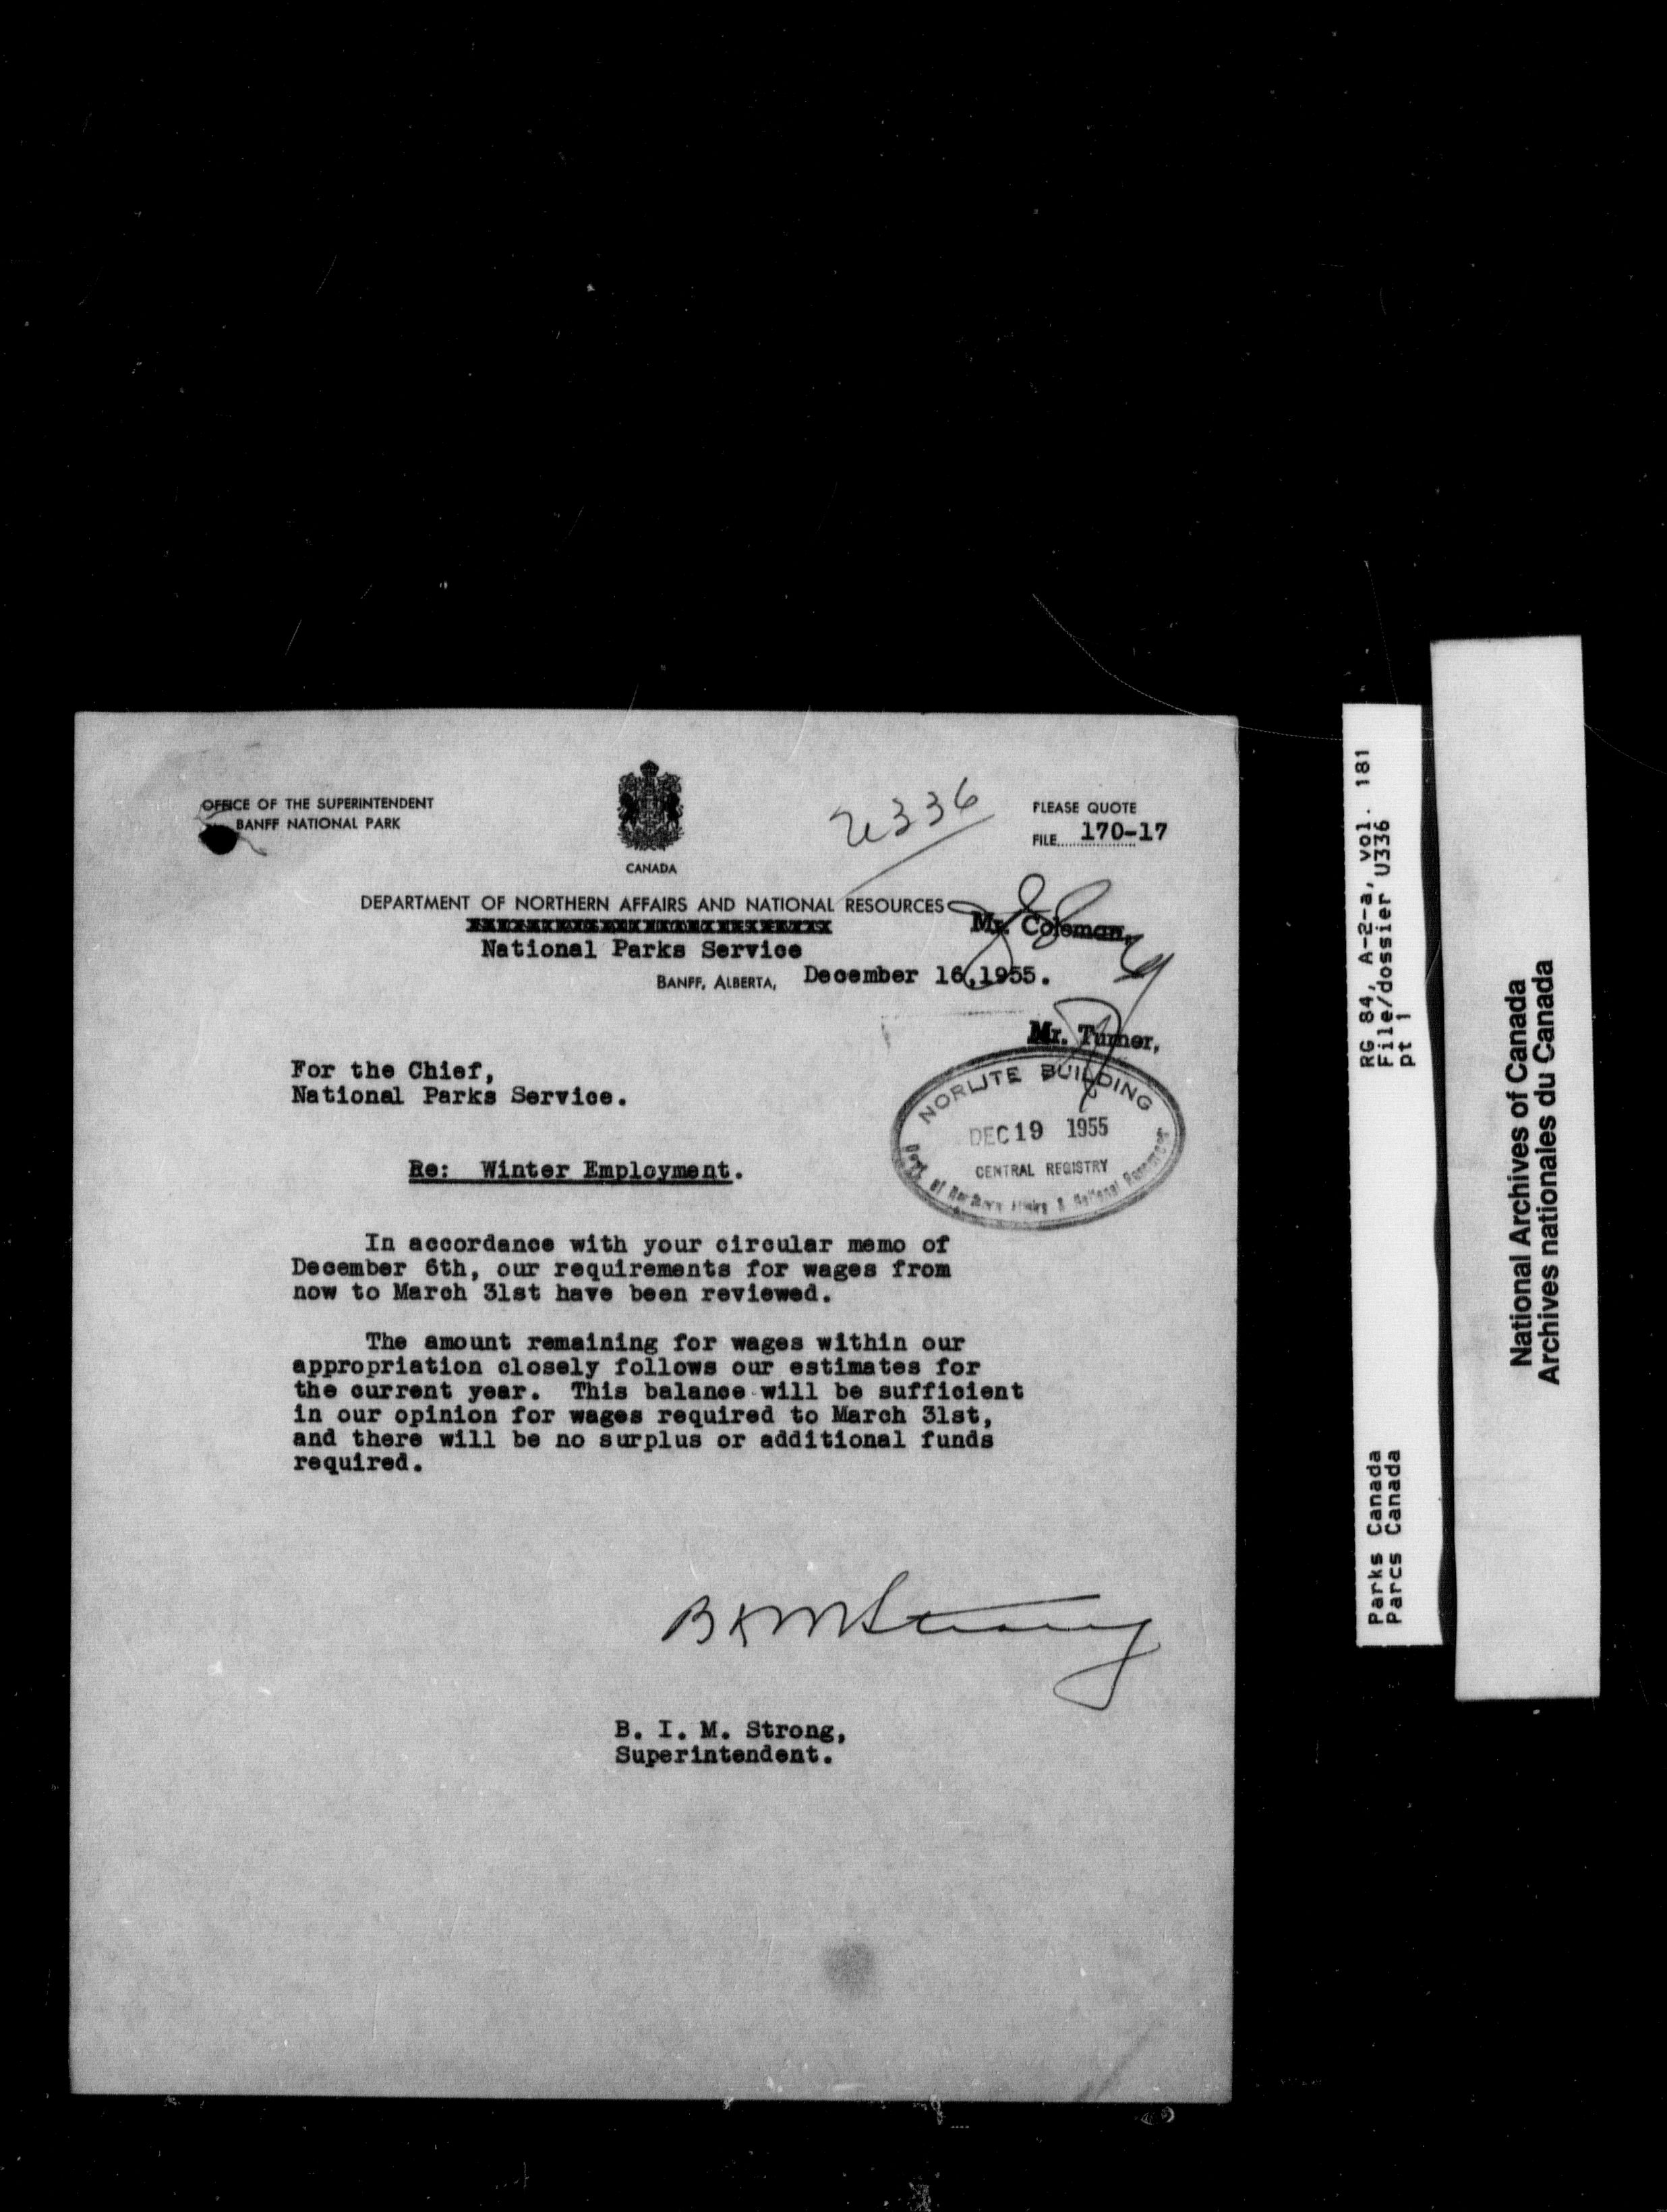 OFFICE OF THE SUPERINTENDENT
BANFF NATIONAL PARK
CANADA
U336
PLEASE QUOTE
FILE 170-17
DEPARTMENT OF NORTHERN AFFAIRS AND NATIONAL RESOURCES
Mr. Coleman,
National Parks Service
BANFF, ALBERTA, December 16,1955.
Mr. Turner,
For the Chief,
National Parks Service.
NORLITE BUILDING
DEC 19 1955
CENTRAL REGISTRY
Dept. of Northern Affairs & National Resources
Re: Winter Employment.
In accordance with your circular memo of
December 6th, our requirements for wages from
now to March 31st have been reviewed.
The amount remaining for wages within our
appropriation closely follows our estimates for
the current year. This balance will be sufficient
in our opinion for wages required to March 31st,
and there will be no surplus or additional funds
required.
BIMStrong
B. I. M. Strong,
Superintendent.
RG 84, A-2-a, vol. 181
File/dossier U336
pt 1
Parks Canada
Parcs Canada
National Archives of Canada
Archives nationales du Canada